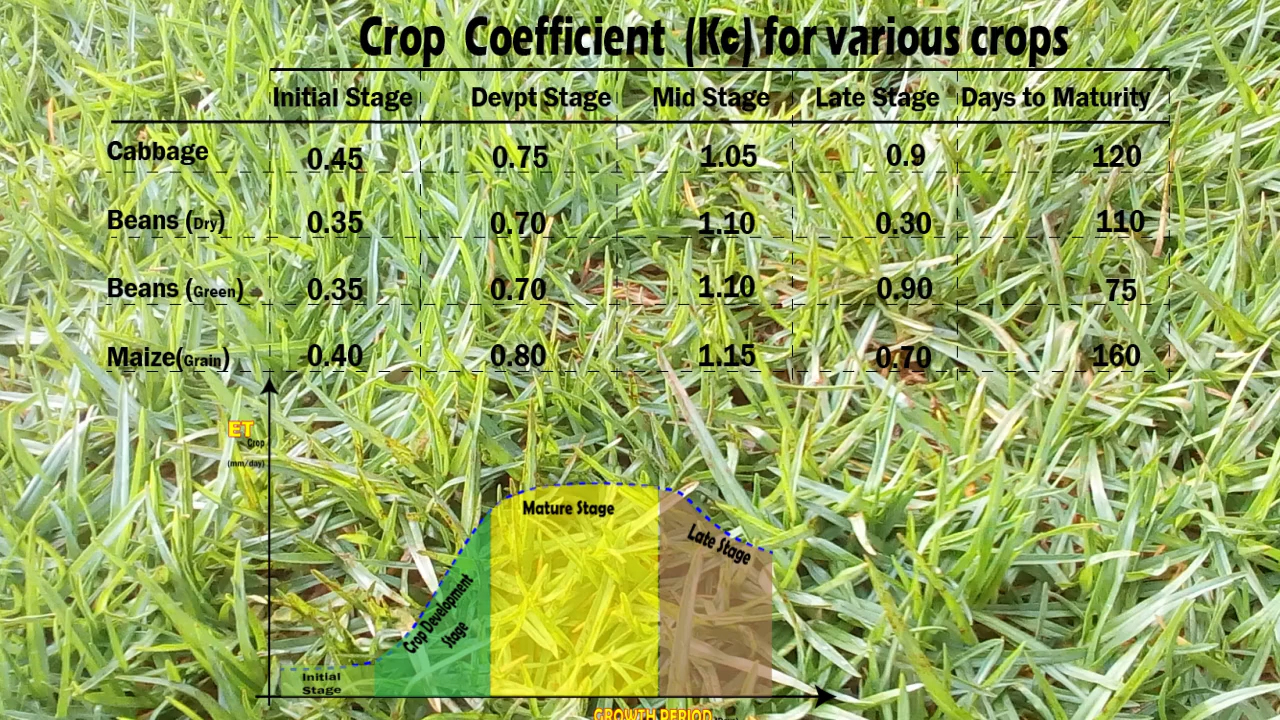 Crop Coefficient (Kc) for various crops
Initial Stage Devpt Stage Mid Stage Late Stage Days to Maturity
Cabbage 0.45 0.75 1.05 0.9 120
Beans (Dry) 0.35 0.70 1.10 0.30 110
Beans (Green) 0.35 0.70 1.10 0.90 75
Maize(Grain) 0.40 0.80 1.15 0.70 160
ET Crop
(mm/day)
Mature Stage
Late Stage
Crop Development
Stage
Initial
Stage
GROWTH PERIOD